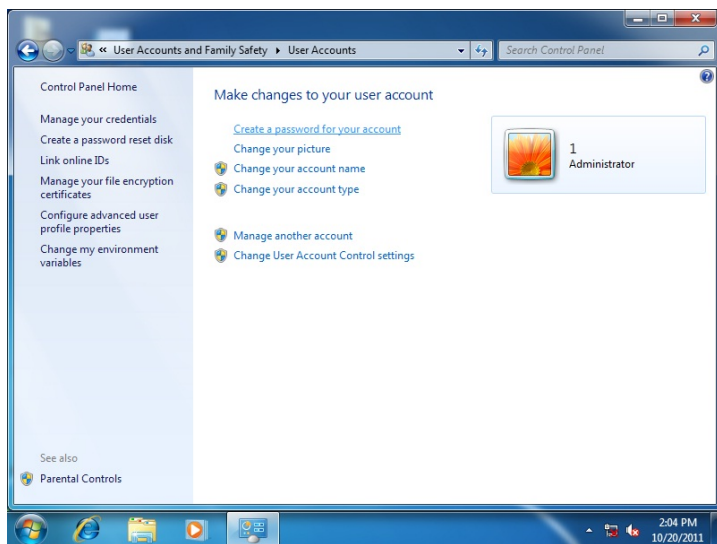 « User Accounts and Family Safety ▸ User Accounts
Search Control Panel
Control Panel Home
Manage your credentials
Create a password reset disk
Link online IDs
Manage your file encryption
certificates
Configure advanced user
profile properties
Change my environment
variables
See also
Parental Controls
Make changes to your user account
Create a password for your account
Change your picture
Change your account name
Change your account type
Manage another account
Change User Account Control settings
1
Administrator
2:04 PM
10/20/2011